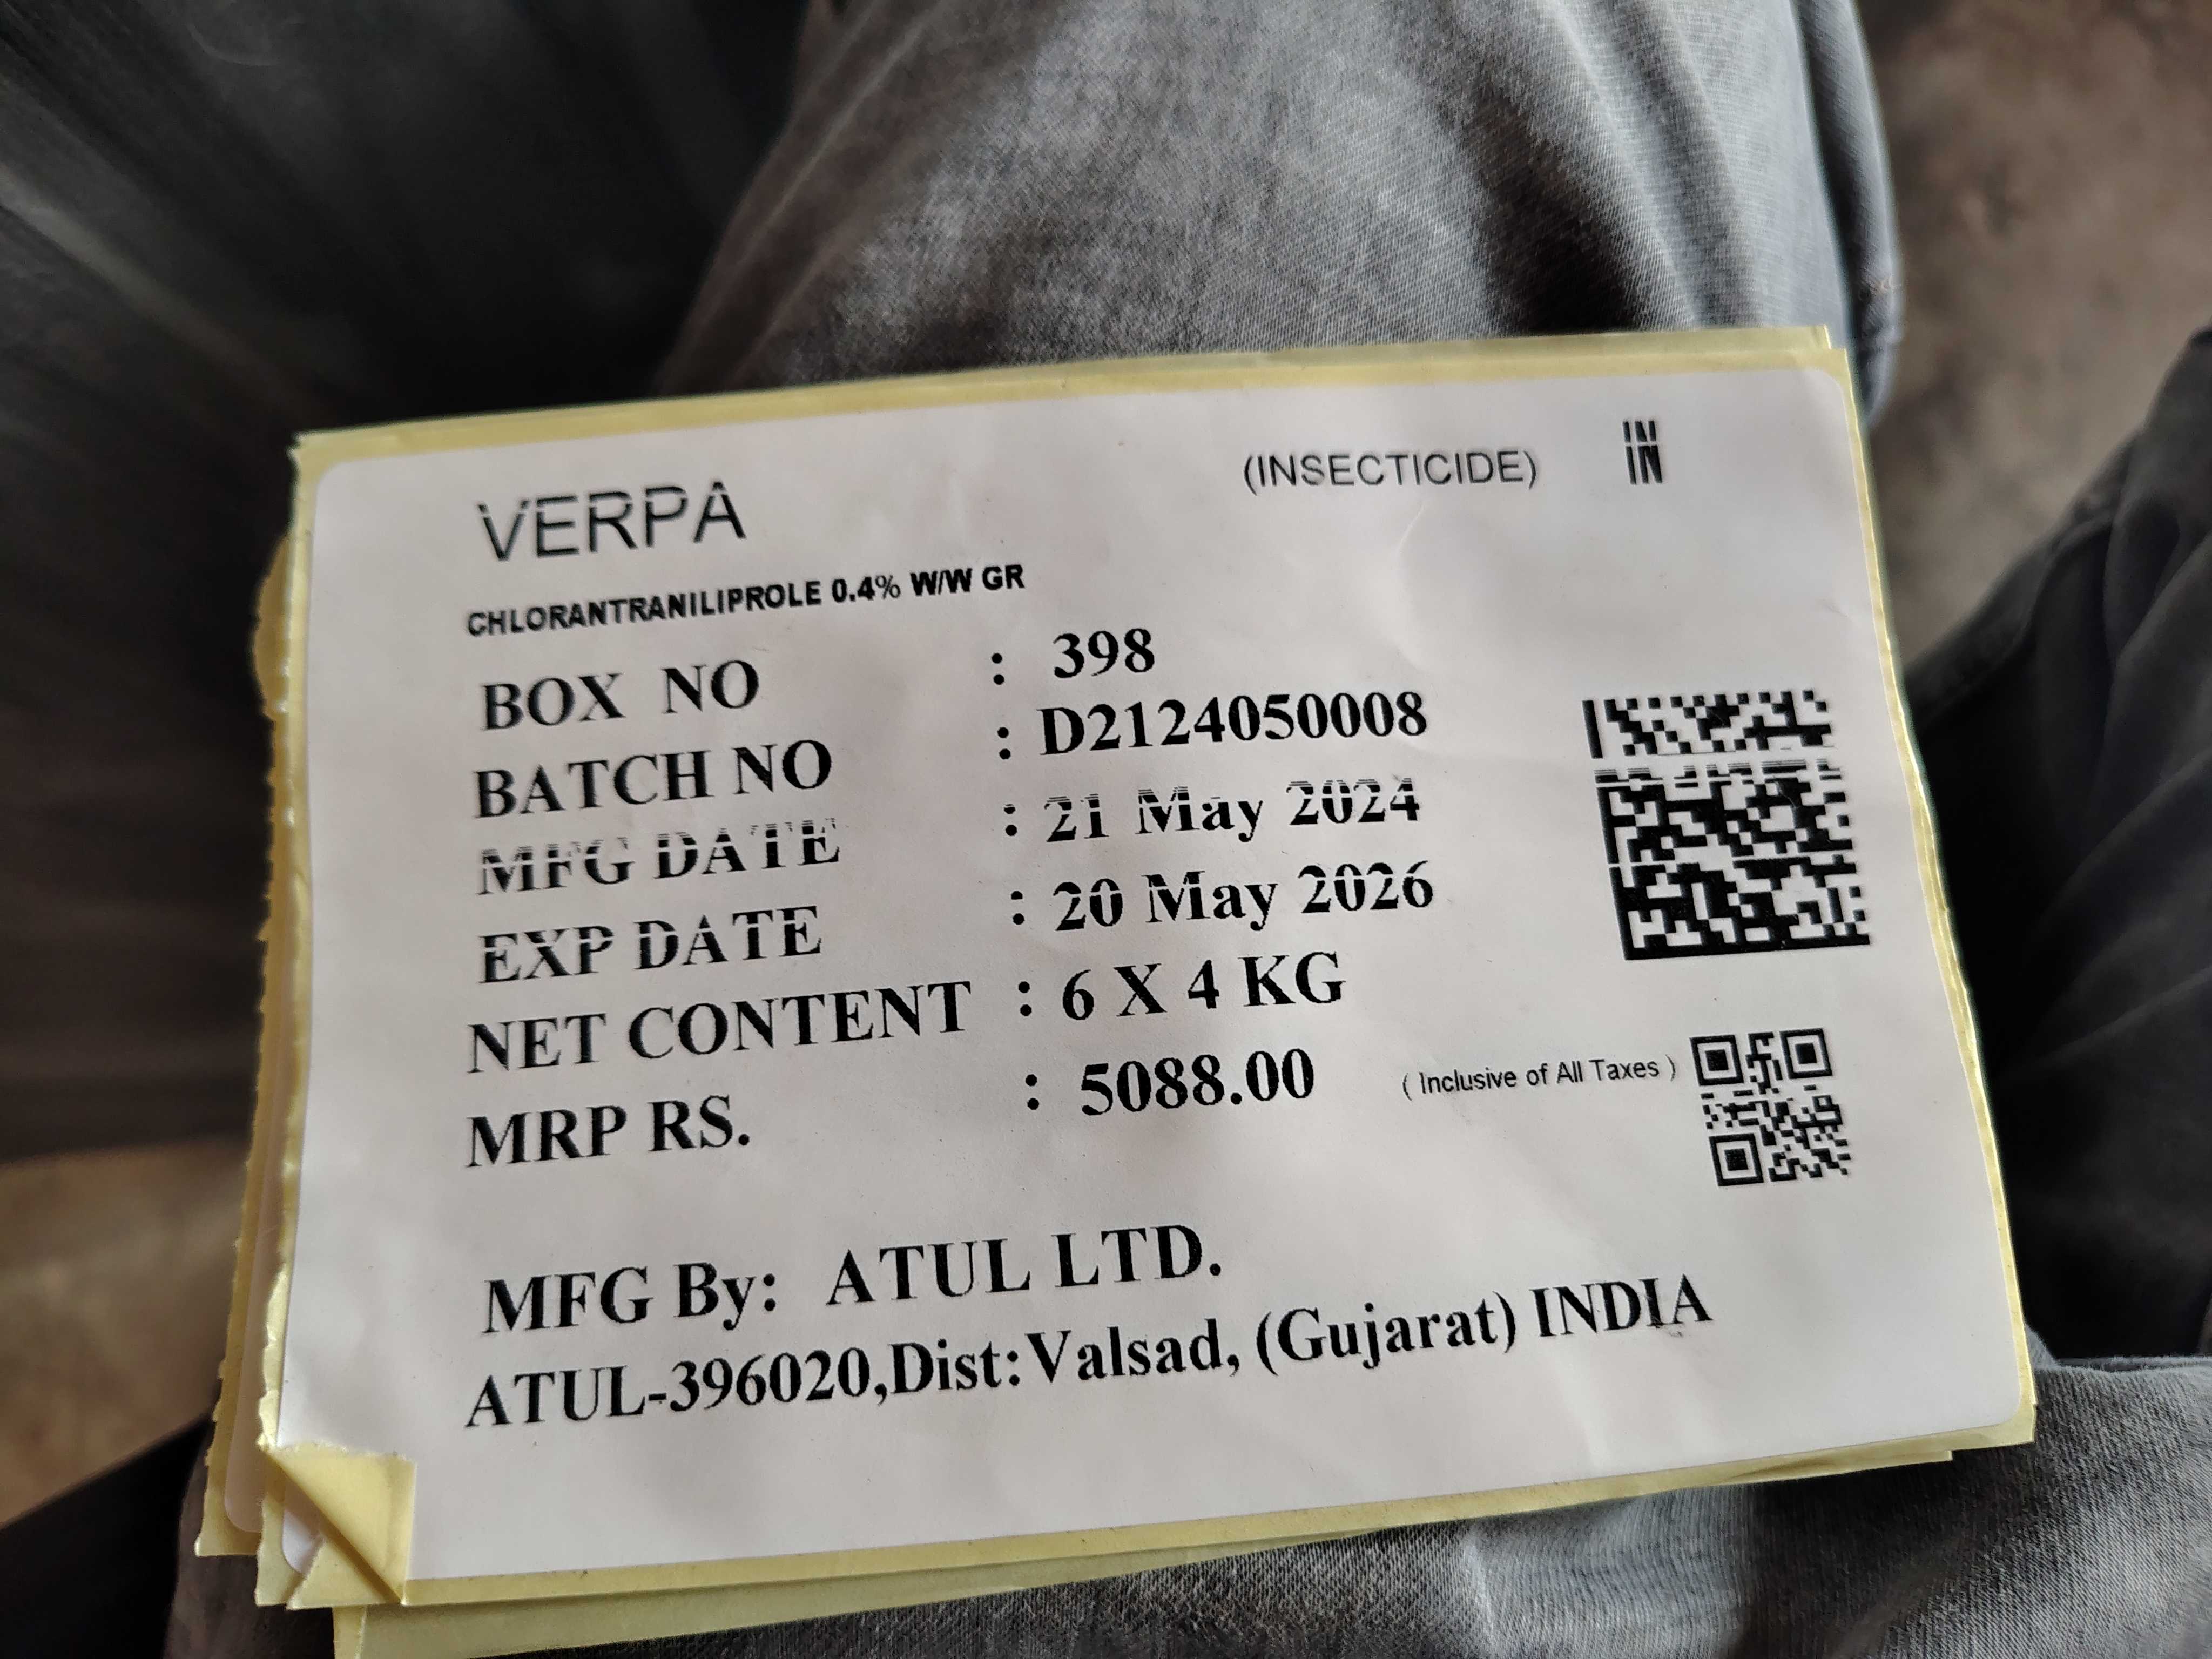 VERPA (INSECTICIDE) IN
CHLORANTRANILIPROLE 0.4% W/W GR
BOX NO : 398
BATCH NO : D2124050008
MFG DATE : 21 May 2024
EXP DATE : 20 May 2026
NET CONTENT : 6 X 4 KG
MRP RS. : 5088.00 ( Inclusive of All Taxes )
MFG By: ATUL LTD.
ATUL-396020,Dist:Valsad, (Gujarat) INDIA